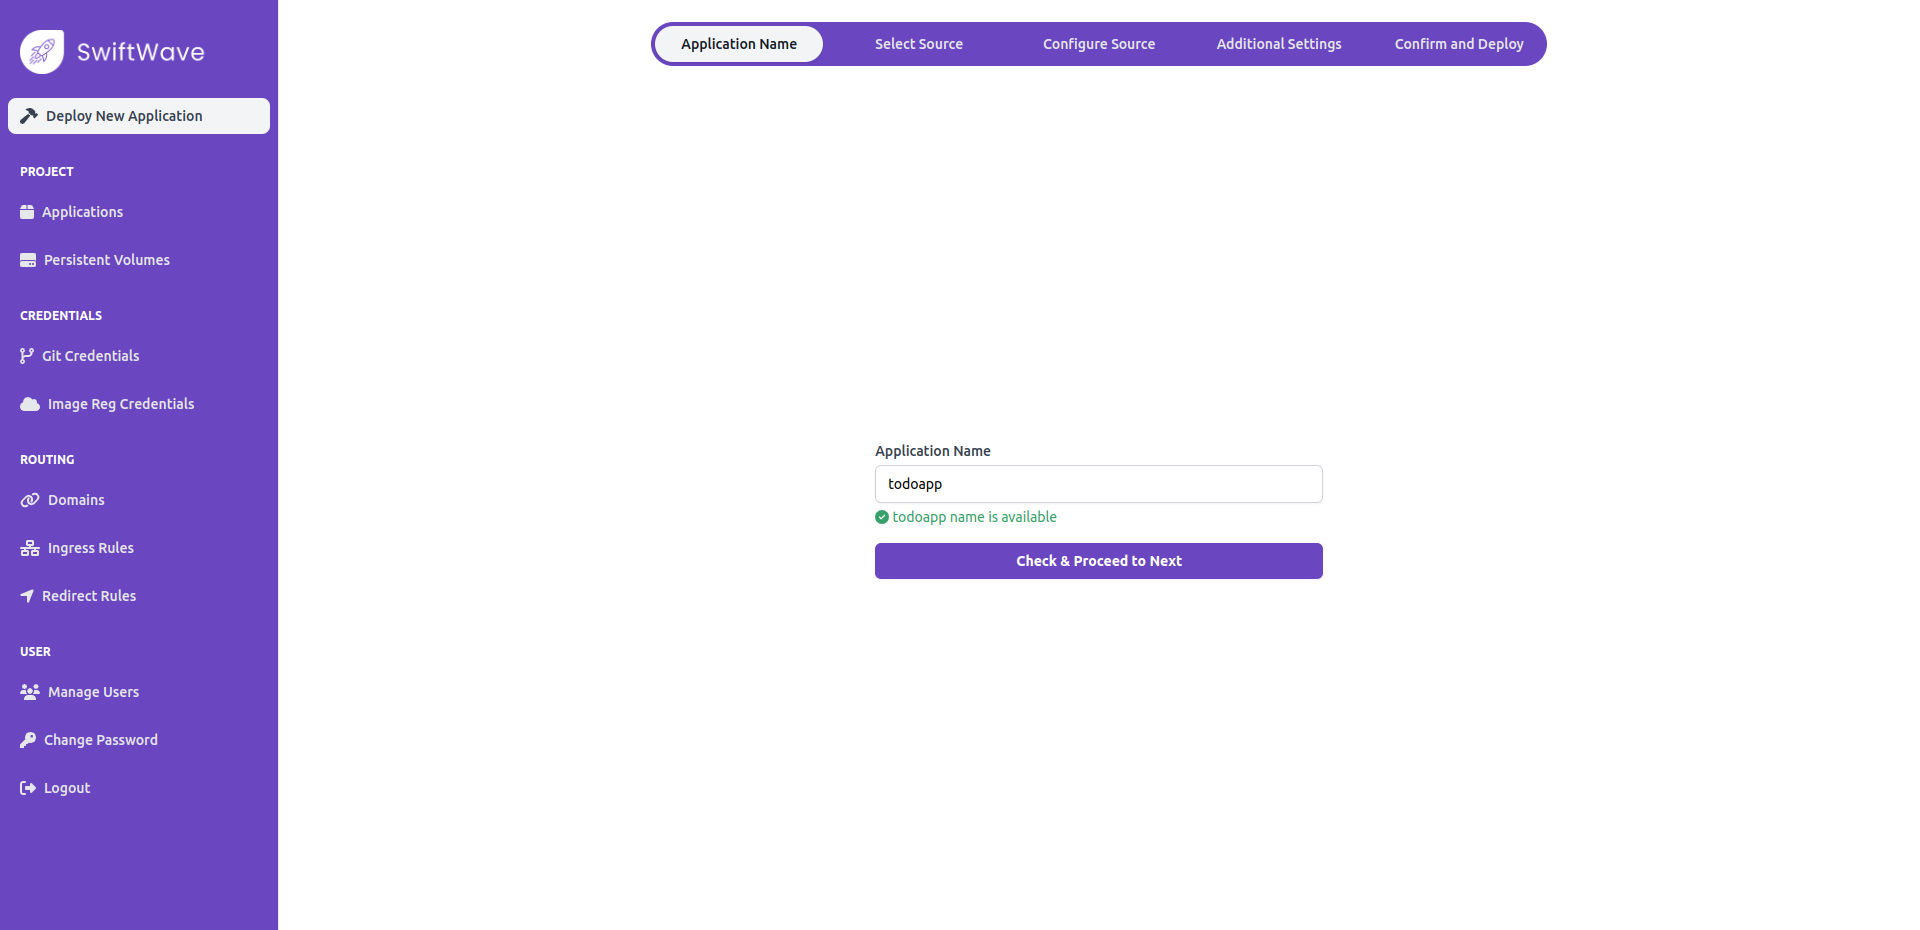 SwiftWave
Deploy New Application
PROJECT
Applications
Persistent Volumes
CREDENTIALS
Git Credentials
Image Reg Credentials
ROUTING
Domains
Ingress Rules
Redirect Rules
USER
Manage Users
Change Password
Logout
Application Name Select Source Configure Source Additional Settings Confirm and Deploy
Application Name
todoapp
todoapp name is available
Check & Proceed to Next